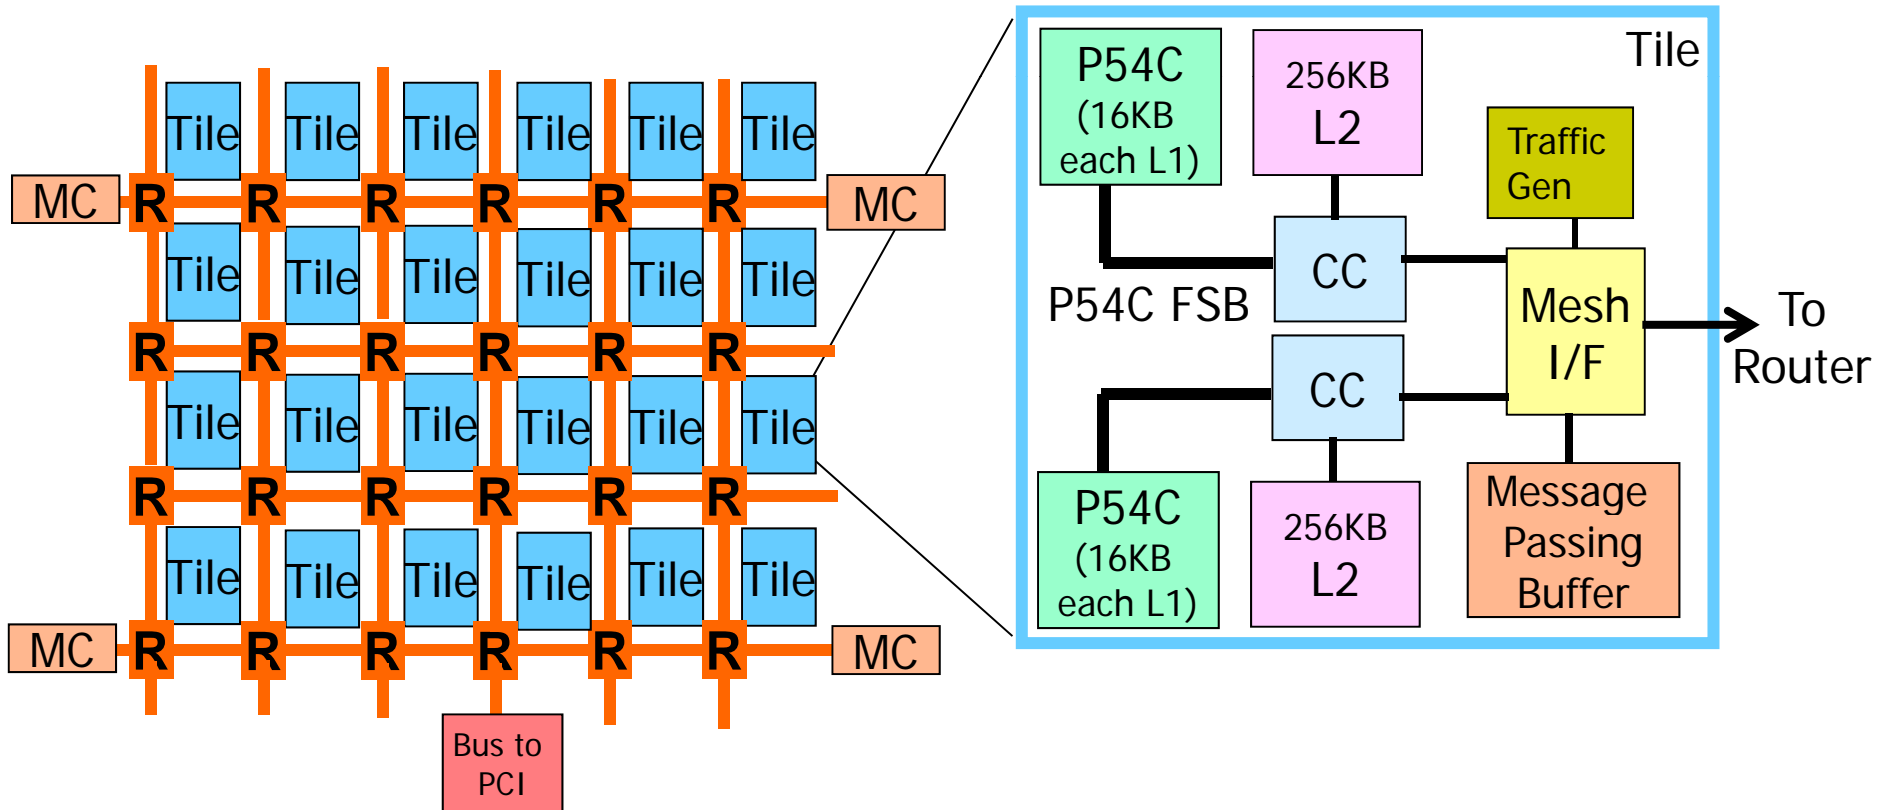 Tile Tile Tile Tile Tile Tile
MC R R R R R R MC
Tile Tile Tile Tile Tile Tile
R R R R R R
Tile Tile Tile Tile Tile Tile
R R R R R R
Tile Tile Tile Tile Tile Tile
MC R R R R R R MC
Bus to
PCI
Tile
P54C
(16KB
each L1)
256KB
L2
Traffic
Gen
CC
P54C FSB
Mesh
I/F
To
Router
CC
P54C
(16KB
each L1)
256KB
L2
Message
Passing
Buffer